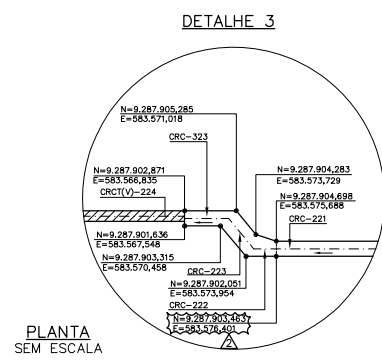 DETALHE 3
N=9.287.905,285
E=583.571,018
CRC-323
N=9.287.902,871
E=583.566,835
CRCT(V)-224
N=9.287.904,283
E=583.573,729
N=9.287.904,698
E=583.575,688
CRC-221
N=9.287.901,636
E=583.567,548
N=9.287.903,315
E=583.570,458
CRC-223
N=9.287.902,051
E=583.573,954
CRC-222
N=9.287.903,463
E=583.576,401
2
PLANTA
SEM ESCALA